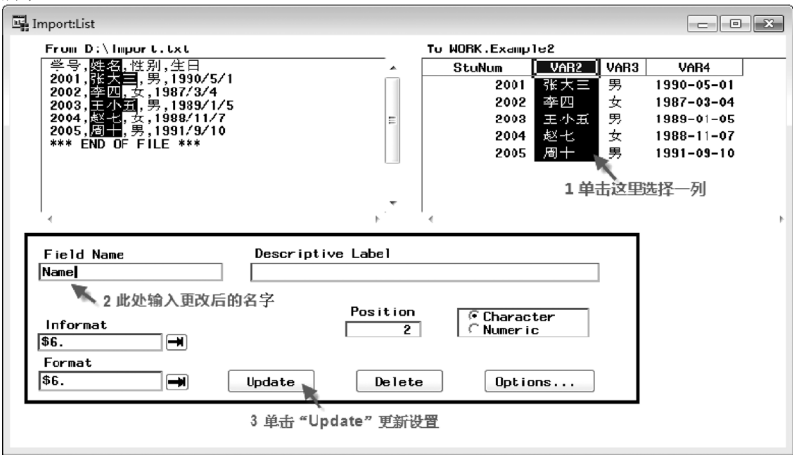 Import:List
From D:\Import.txt
学号,姓名,性别,生日
2001,张大三,男,1990/5/1
2002,李四,女,1987/3/4
2003,王小五,男,1989/1/5
2004,赵七,女,1988/11/7
2005,周十,男,1991/9/10
*** END OF FILE ***
To WORK.Example2
StuNum VAR2 VAR3 VAR4
2001 张大三 男 1990-05-01
2002 李四 女 1987-03-04
2003 王小五 男 1989-01-05
2004 赵七 女 1988-11-07
2005 周十 男 1991-09-10
1 单击这里选择一列
Field Name Descriptive Label
Name
2 此处输入更改后的名字
Informat Position Character
$6. 2 Numeric
Format
$6. Update Delete Options...
3 单击“Update”更新设置